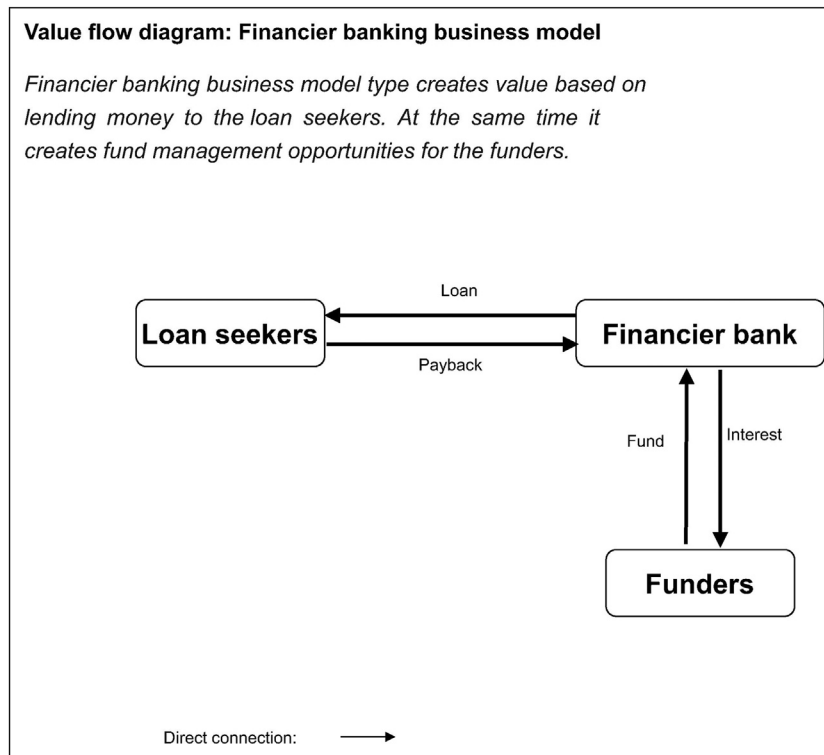 Value flow diagram: Financier banking business model
Financier banking business model type creates value based on
lending money to the loan seekers. At the same time it
creates fund management opportunities for the funders.
Loan
Loan seekers
Financier bank
Payback
Fund
Interest
Funders
Direct connection: